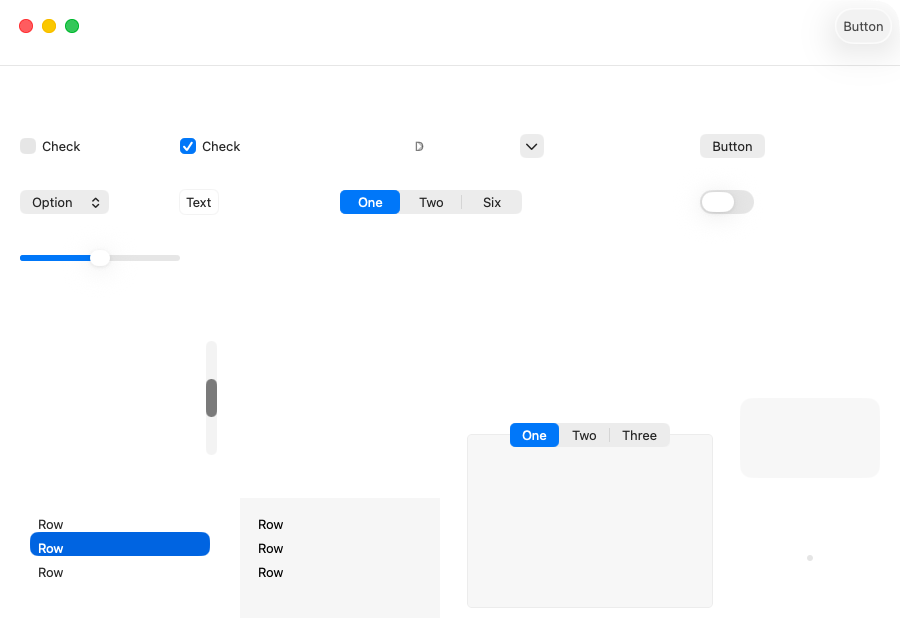 Button
Check
Check
Button
Option
Text
One
Two
Six
One
Two
Three
Row
Row
Row
Row
Row
Row